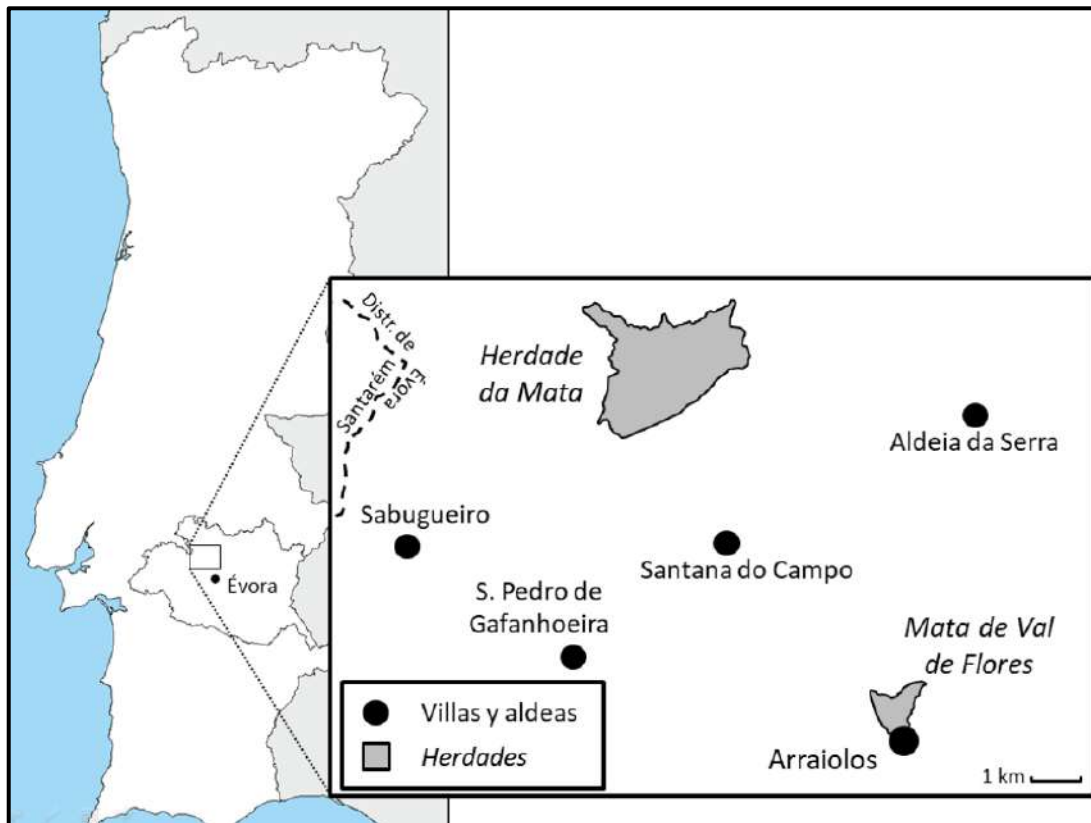 Distr. de
Évora
Santarém
Herdade
da Mata
Aldeia da Serra
Sabugueiro
Santana do Campo
S. Pedro de
Gafanhoeira
Mata de Val
de Flores
Évora
Villas y aldeas
Herdades
Arraiolos
1 km